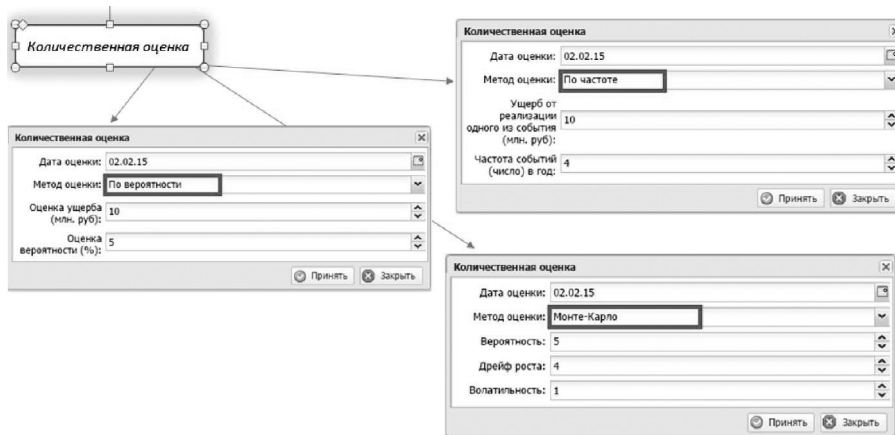 Количественная оценка
Количественная оценка
Дата оценки: 02.02.15
Метод оценки: По частоте
Ущерб от
реализации
одного из события
(млн. руб):
10
Частота событий
(число) в год:
4
Принять Закрыть
Количественная оценка
Дата оценки: 02.02.15
Метод оценки: По вероятности
Оценка ущерба
(млн. руб):
10
Оценка
вероятности (%):
5
Принять Закрыть
Количественная оценка
Дата оценки: 02.02.15
Метод оценки: Монте-Карло
Вероятность: 5
Дрейф роста: 4
Волатильность: 1
Принять Закрыть